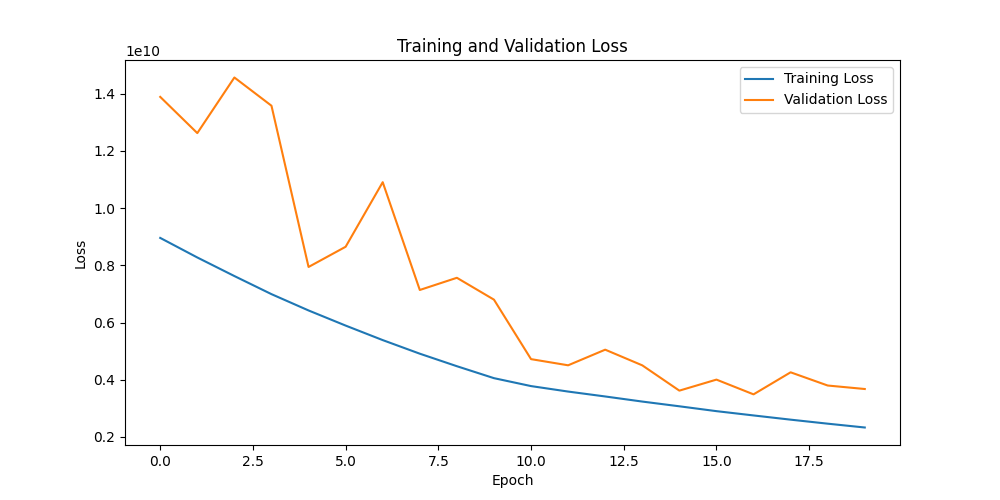 Training and Validation Loss
1e10
1.4
1.2
1.0
0.8
0.6
0.4
0.2
Loss
Training Loss
Validation Loss
0.0 2.5 5.0 7.5 10.0 12.5 15.0 17.5
Epoch